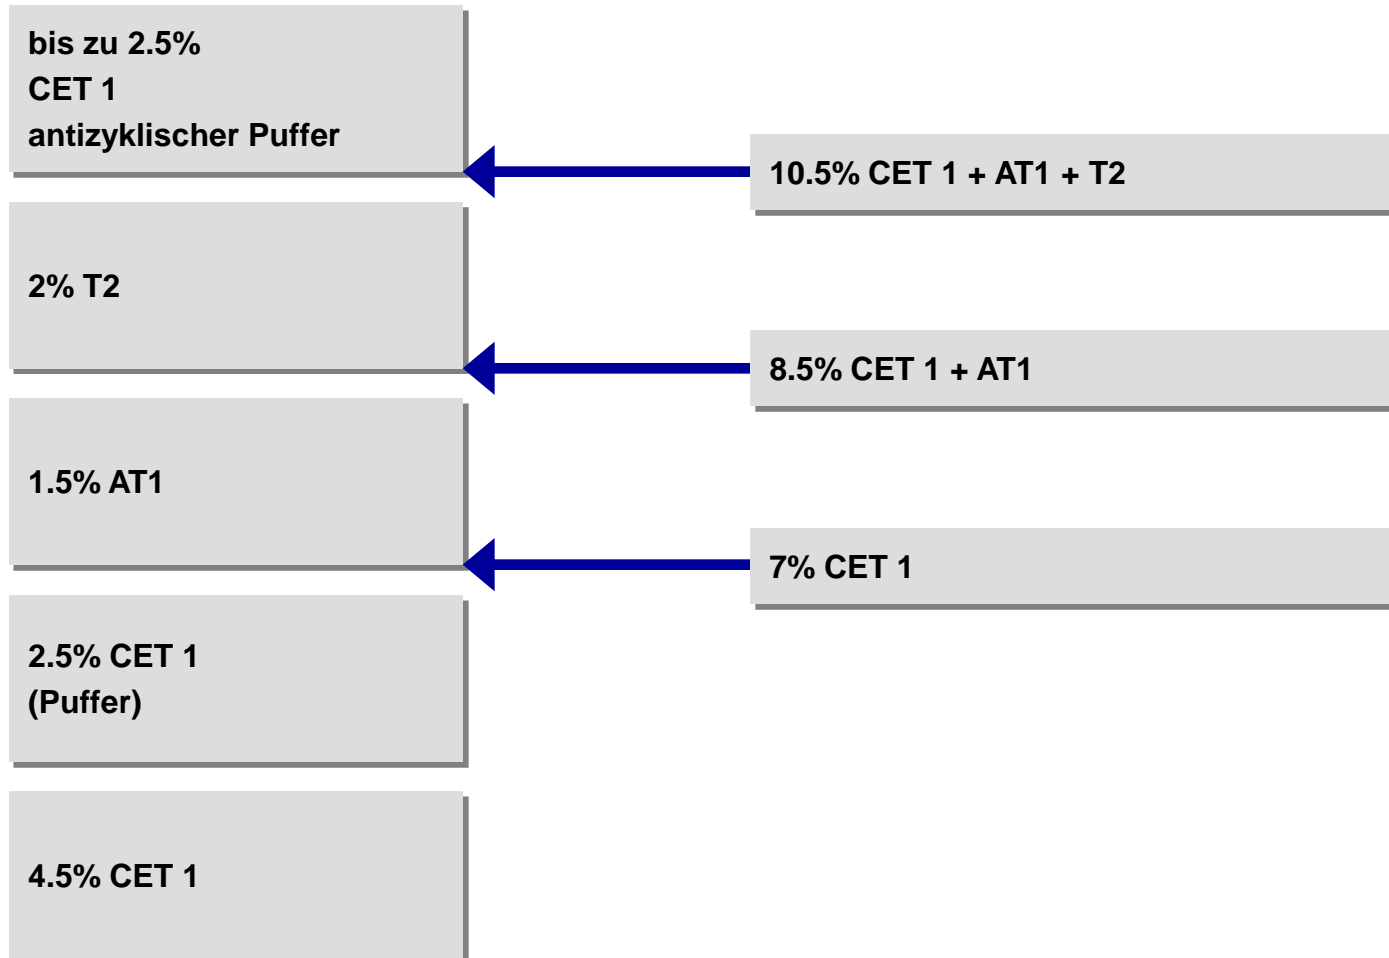 bis zu 2.5%
CET 1
antizyklischer Puffer
10.5% CET 1 + AT1 + T2
2% T2
8.5% CET 1 + AT1
1.5% AT1
7% CET 1
2.5% CET 1
(Puffer)
4.5% CET 1